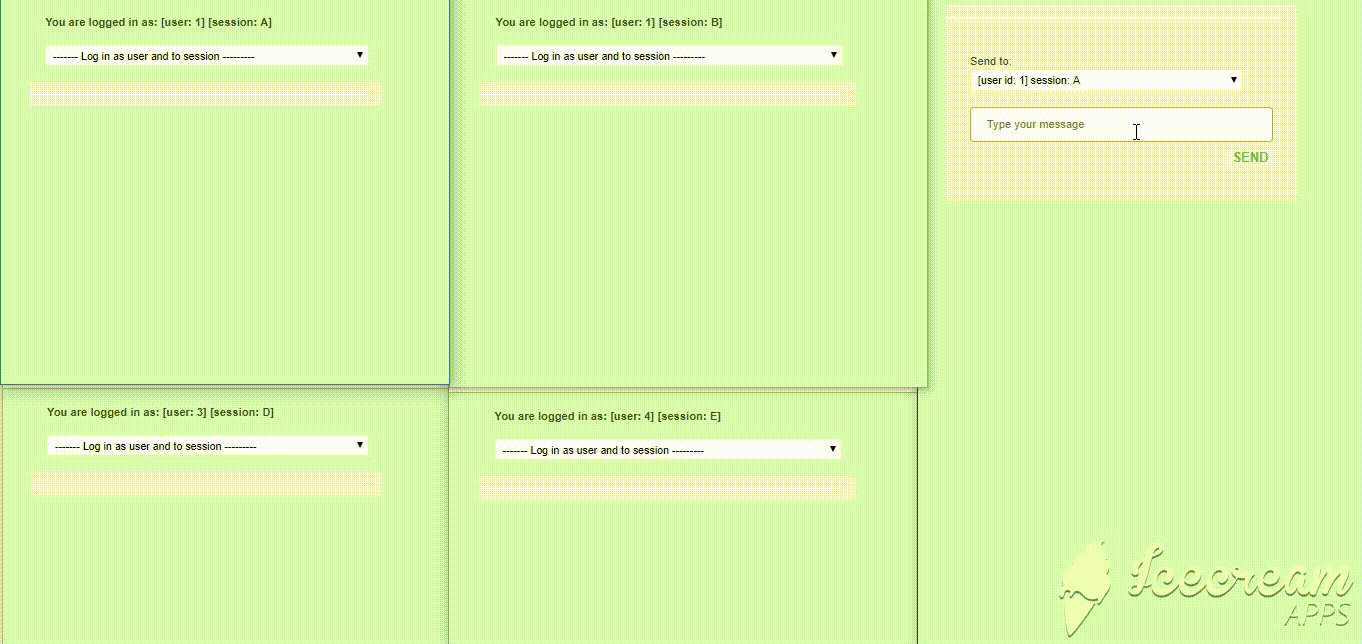 You are logged in as: [user: 1] [session: A]
------- Log in as user and to session ---------
You are logged in as: [user: 1] [session: B]
------- Log in as user and to session ---------
Send to:
[user id: 1] session: A
Type your message
SEND
You are logged in as: [user: 3] [session: D]
------- Log in as user and to session ---------
You are logged in as: [user: 4] [session: E]
------- Log in as user and to session ---------
Icecream
APPS